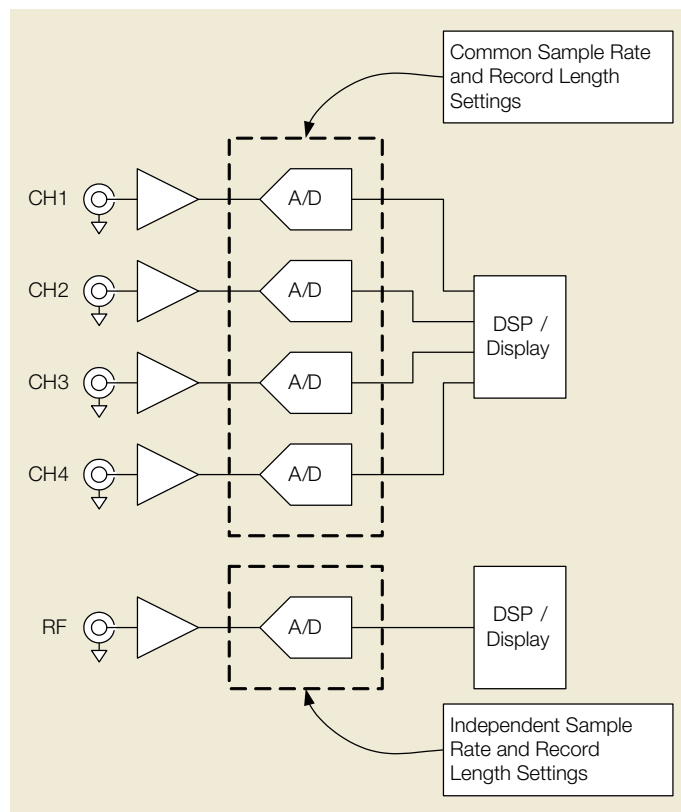 Common Sample Rate
and Record Length
Settings
CH1
A/D
CH2
A/D
DSP /
Display
CH3
A/D
CH4
A/D
RF
A/D
DSP /
Display
Independent Sample
Rate and Record
Length Settings